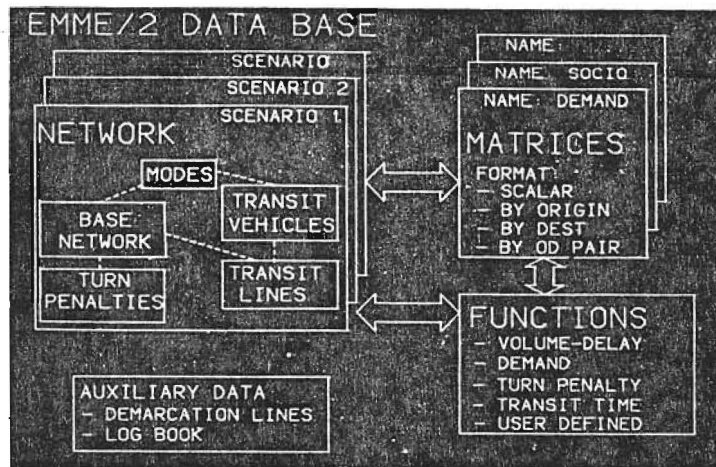 EMME/2 DATA BASE
SCENARIO
SCENARIO 2
SCENARIO 1
NETWORK
MODES
BASE
NETWORK
TRANSIT
VEHICLES
TURN
PENALTIES
TRANSIT
LINES
NAME:
NAME: SOCIO
NAME: DEMAND
MATRICES
FORMAT:
- SCALAR
- BY ORIGIN
- BY DEST
- BY OD PAIR
FUNCTIONS
- VOLUME-DELAY
- DEMAND
- TURN PENALTY
- TRANSIT TIME
- USER DEFINED
AUXILIARY DATA
- DEMARCATION LINES
- LOG BOOK